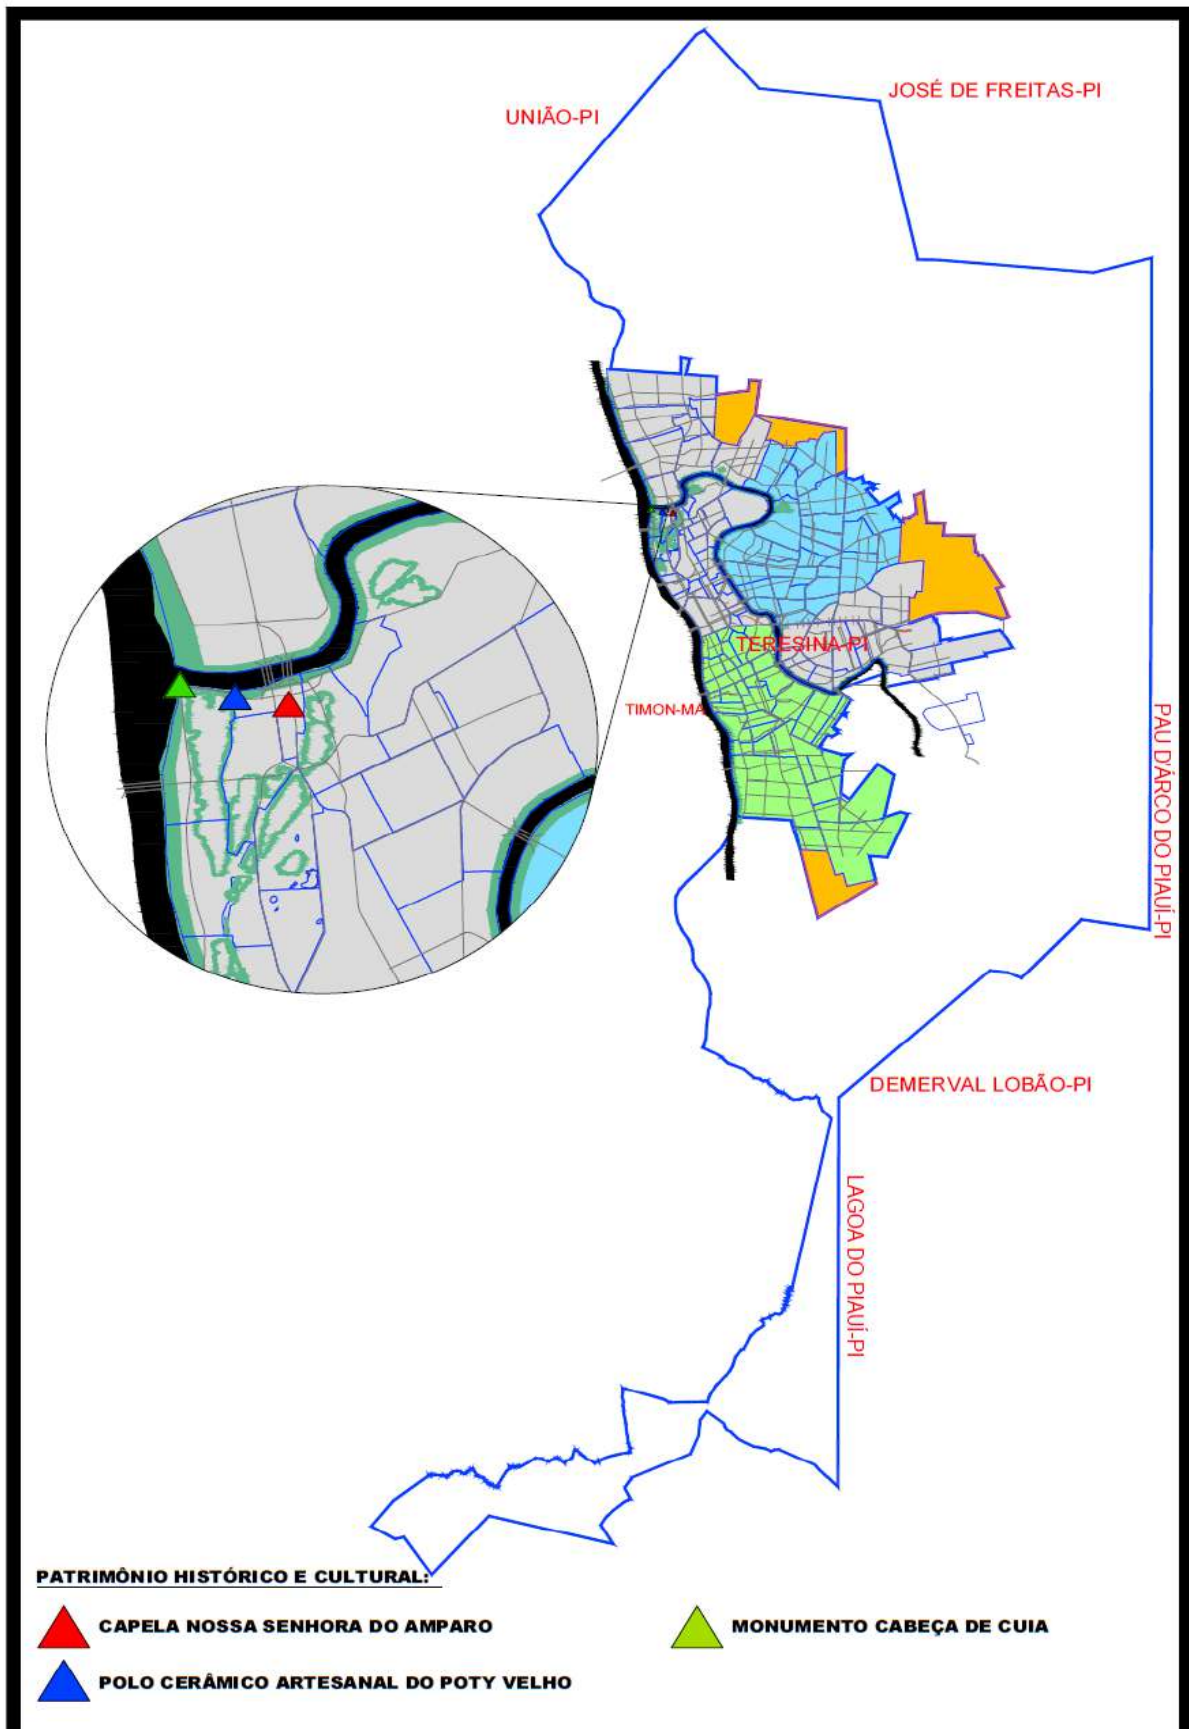 JOSÉ DE FREITAS-PI
UNIÃO-PI
TERESINA-PI
TIMON-MA
PAU D'ÁRCO DO PIAUÍ-PI
DEMERVAL LOBÃO-PI
LAGOA DO PIAUÍ-PI
PATRIMÔNIO HISTÓRICO E CULTURAL:
CAPELA NOSSA SENHORA DO AMPARO
MONUMENTO CABEÇA DE CUIA
POLO CERÂMICO ARTESANAL DO POTY VELHO